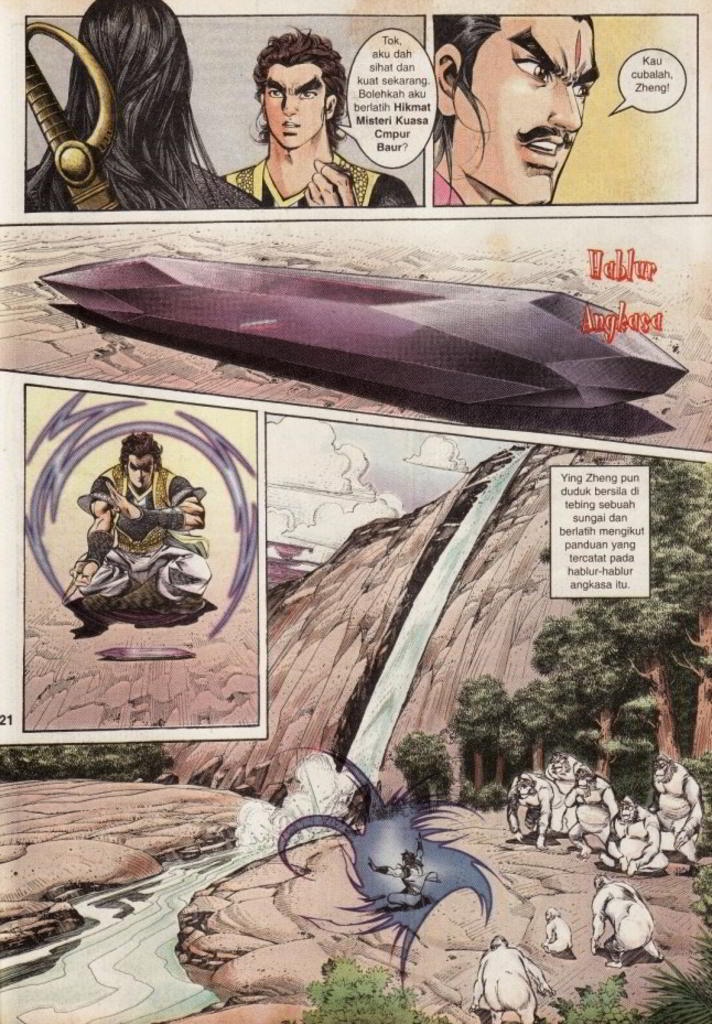 Tok,
aku dah
sihat dan
kuat sekarang.
Bolehkah aku
berlatih Hikmat
Misteri Kuasa
Cmpur
Baur?
Kau
cubalah,
Zheng!
Hablur
Angkasa
Ying Zheng pun
duduk bersila di
tebing sebuah
sungai dan
berlatih mengikut
panduan yang
tercatat pada
hablur-hablur
angkasa itu.
21